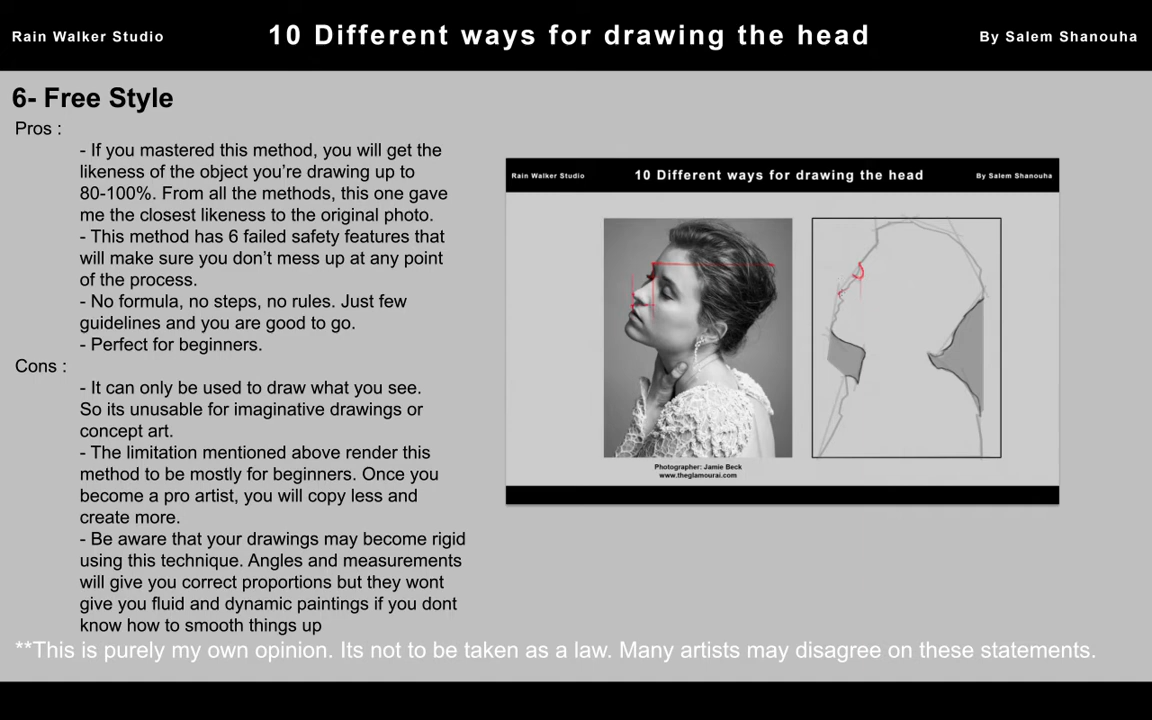 Rain Walker Studio
10 Different ways for drawing the head
By Salem Shanouha
6- Free Style
Pros :
- If you mastered this method, you will get the
likeness of the object you’re drawing up to
80-100%. From all the methods, this one gave
me the closest likeness to the original photo.
- This method has 6 failed safety features that
will make sure you don’t mess up at any point
of the process.
- No formula, no steps, no rules. Just few
guidelines and you are good to go.
- Perfect for beginners.
Cons :
- It can only be used to draw what you see.
So its unusable for imaginative drawings or
concept art.
- The limitation mentioned above render this
method to be mostly for beginners. Once you
become a pro artist, you will copy less and
create more.
- Be aware that your drawings may become rigid
using this technique. Angles and measurements
will give you correct proportions but they wont
give you fluid and dynamic paintings if you dont
know how to smooth things up
Rain Walker Studio
10 Different ways for drawing the head
By Salem Shanouha
Photographer: Jamie Beck
www.theglamourai.com
**This is purely my own opinion. Its not to be taken as a law. Many artists may disagree on these statements.